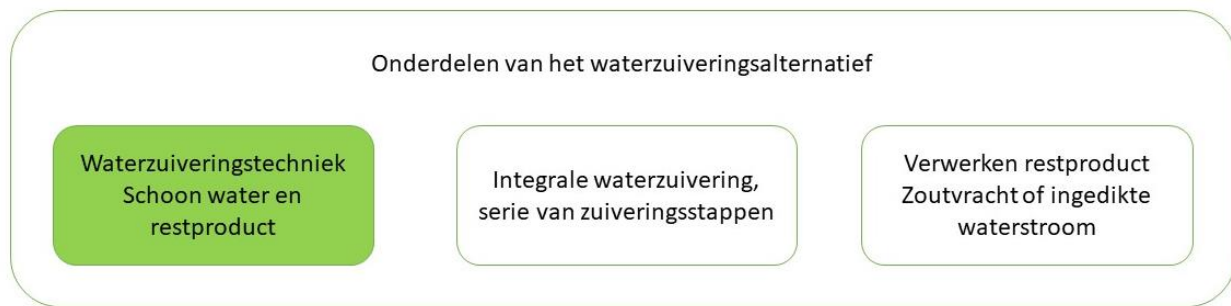 Onderdelen van het waterzuiveringsalternatief
Waterzuiveringstechniek
Schoon water en
restproduct
Integrale waterzuivering,
serie van zuiveringsstappen
Verwerken restproduct
Zoutvracht of ingedikte
waterstroom